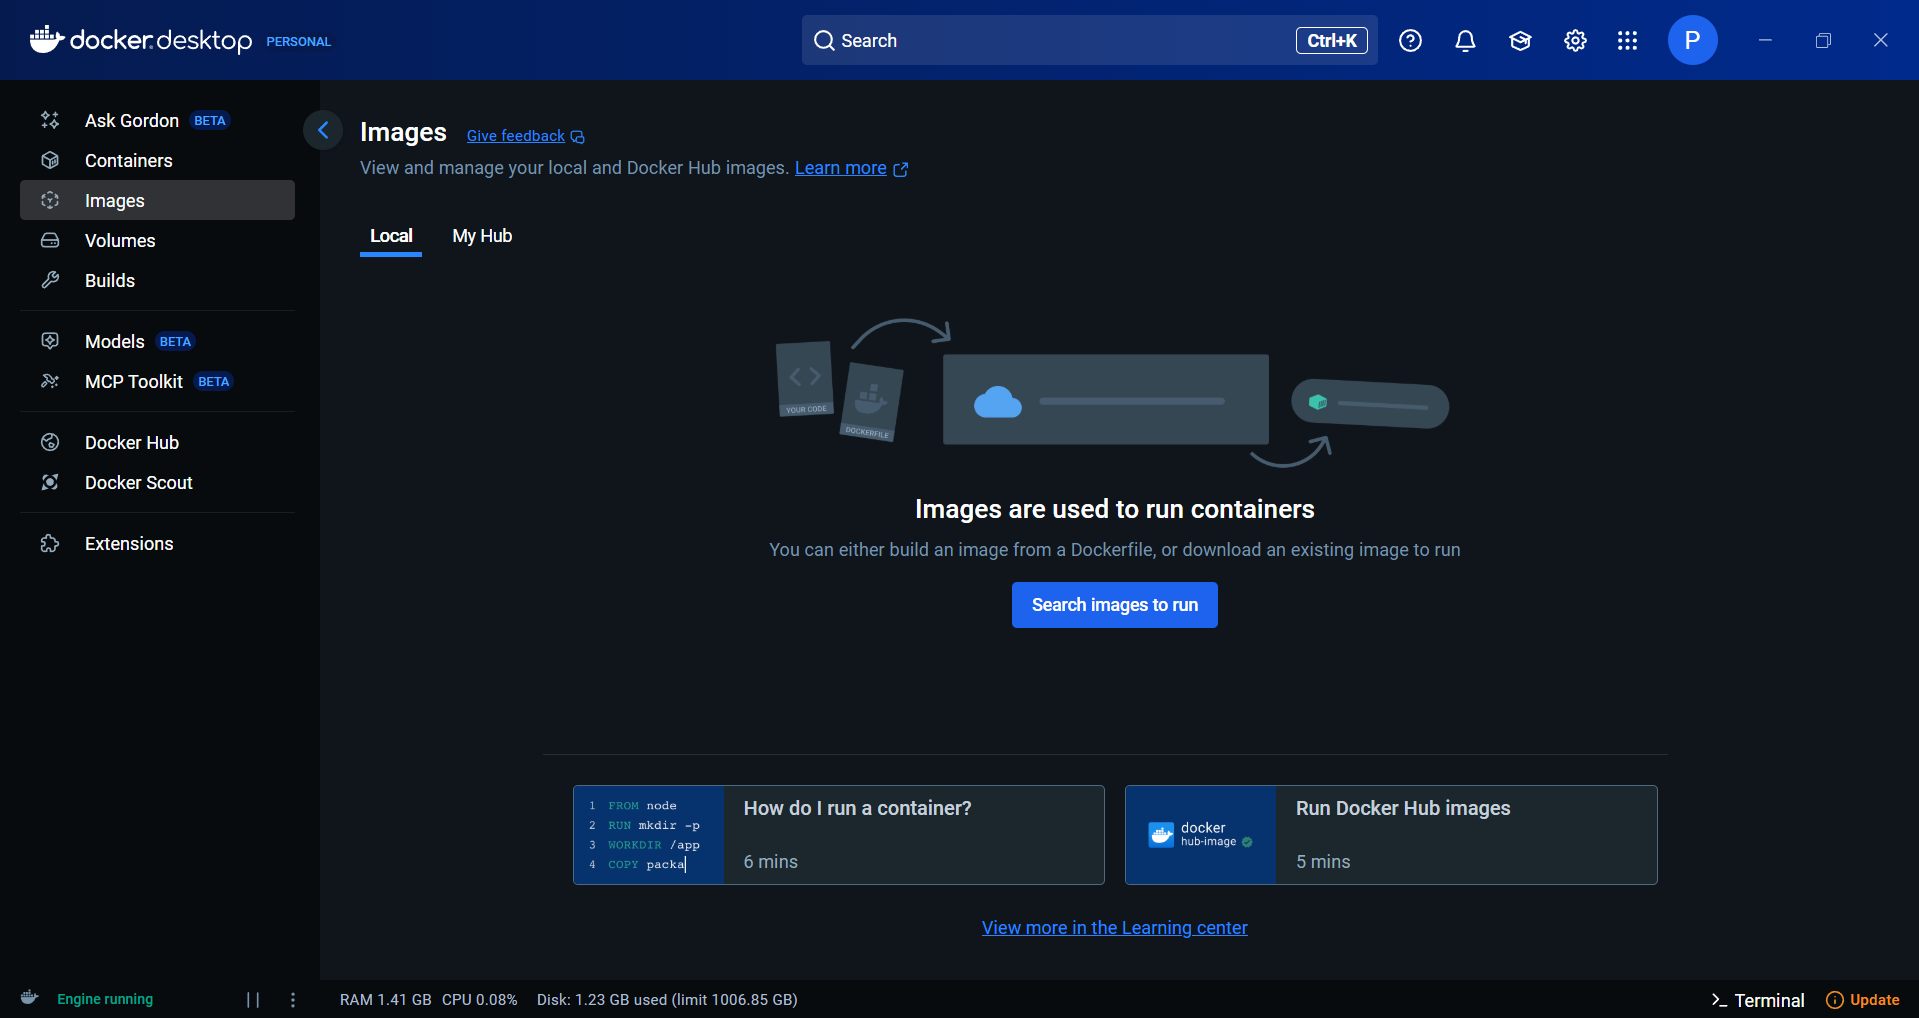 docker.desktop PERSONAL
Search Ctrl+K
P
Ask Gordon BETA
Containers
Images
Volumes
Builds
Models BETA
MCP Toolkit BETA
Docker Hub
Docker Scout
Extensions
Images Give feedback
View and manage your local and Docker Hub images. Learn more
Local My Hub
YOUR CODE
DOCKERFILE
Images are used to run containers
You can either build an image from a Dockerfile, or download an existing image to run
Search images to run
1 FROM node
2 RUN mkdir -p
3 WORKDIR /app
4 COPY packa
How do I run a container?
6 mins
docker
hub-image
Run Docker Hub images
5 mins
View more in the Learning center
Engine running
RAM 1.41 GB CPU 0.08% Disk: 1.23 GB used (limit 1006.85 GB)
Terminal
Update